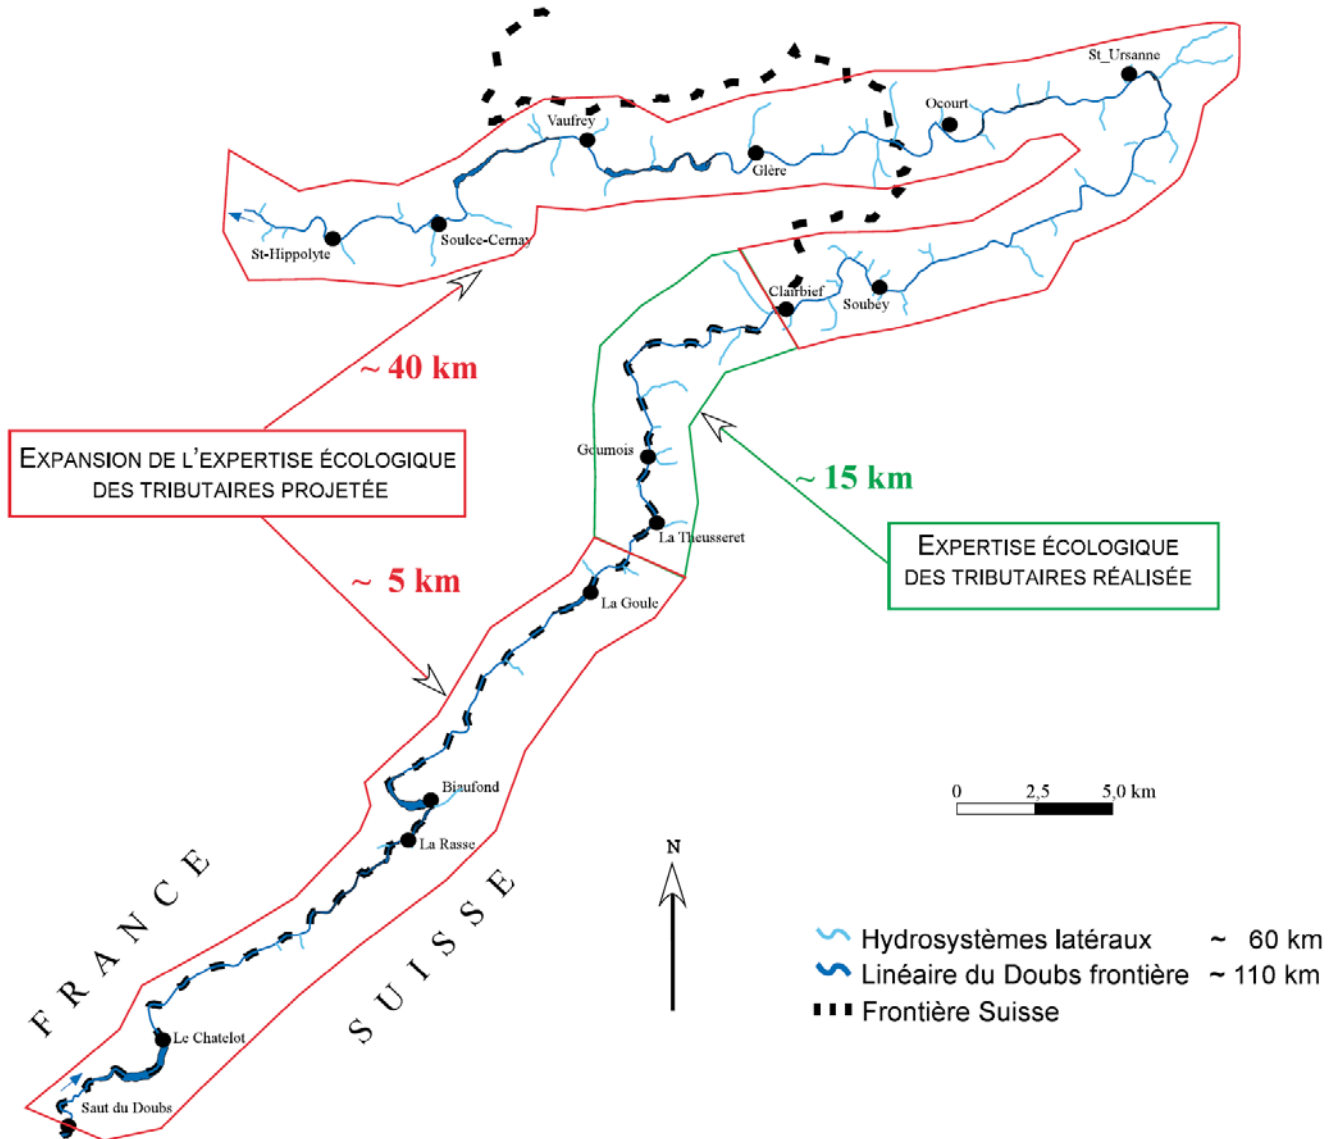 St_Ursanne
Ocourt
Vaufrey
Glère
St-Hippolyte
Soulce-Cernay
Clairbief
Soubey
~ 40 km
EXPANSION DE L'EXPERTISE ÉCOLOGIQUE
DES TRIBUTAIRES PROJETÉE
Goumois
~ 15 km
La Theusseret
EXPERTISE ÉCOLOGIQUE
DES TRIBUTAIRES RÉALISÉE
~ 5 km
La Goule
Biaufond
La Rasse
0 2,5 5,0 km
N
FRANCE
SUISSE
Hydrosystèmes latéraux ~ 60 km
Linéaire du Doubs frontière ~ 110 km
Frontière Suisse
Le Chatelot
Saut du Doubs